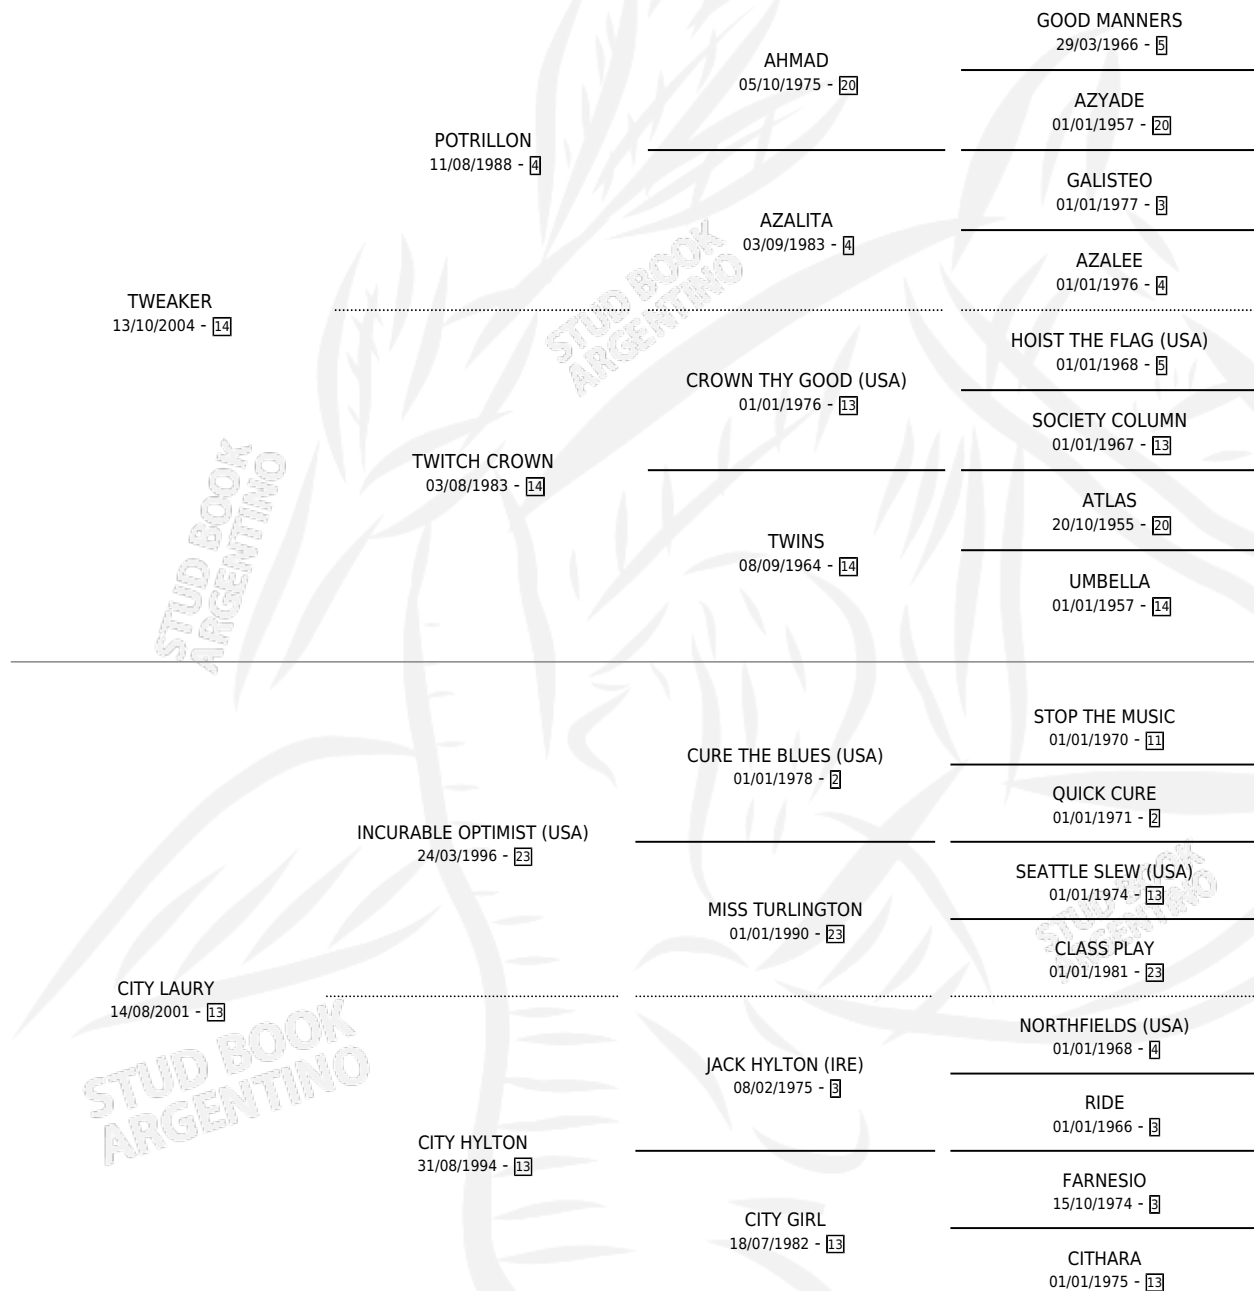 GOOD MANNERS
29/03/1966 - 5
AHMAD
05/10/1975 - 20
AZYADE
01/01/1957 - 20
POTRILLON
11/08/1988 - 4
GALISTEO
01/01/1977 - 3
AZALITA
03/09/1983 - 4
AZALEE
01/01/1976 - 4
TWEAKER
13/10/2004 - 14
HOIST THE FLAG (USA)
01/01/1968 - 5
CROWN THY GOOD (USA)
01/01/1976 - 13
SOCIETY COLUMN
01/01/1967 - 13
TWITCH CROWN
03/08/1983 - 14
ATLAS
20/10/1955 - 20
TWINS
08/09/1964 - 14
UMBELLA
01/01/1957 - 14
STUD BOOK
ARGENTINO
STUD BOOK
ARGENTINO
STOP THE MUSIC
01/01/1970 - 11
CURE THE BLUES (USA)
01/01/1978 - 2
QUICK CURE
01/01/1971 - 2
INCURABLE OPTIMIST (USA)
24/03/1996 - 23
SEATTLE SLEW (USA)
01/01/1974 - 13
MISS TURLINGTON
01/01/1990 - 23
CLASS PLAY
01/01/1981 - 23
STUD BOOK
ARGENTINO
CITY LAURY
14/08/2001 - 13
NORTHFIELDS (USA)
01/01/1968 - 4
JACK HYLTON (IRE)
08/02/1975 - 3
RIDE
01/01/1966 - 3
CITY HYLTON
31/08/1994 - 13
FARNESIO
15/10/1974 - 3
CITY GIRL
18/07/1982 - 13
CITHARA
01/01/1975 - 13
STUD BOOK
ARGENTINO